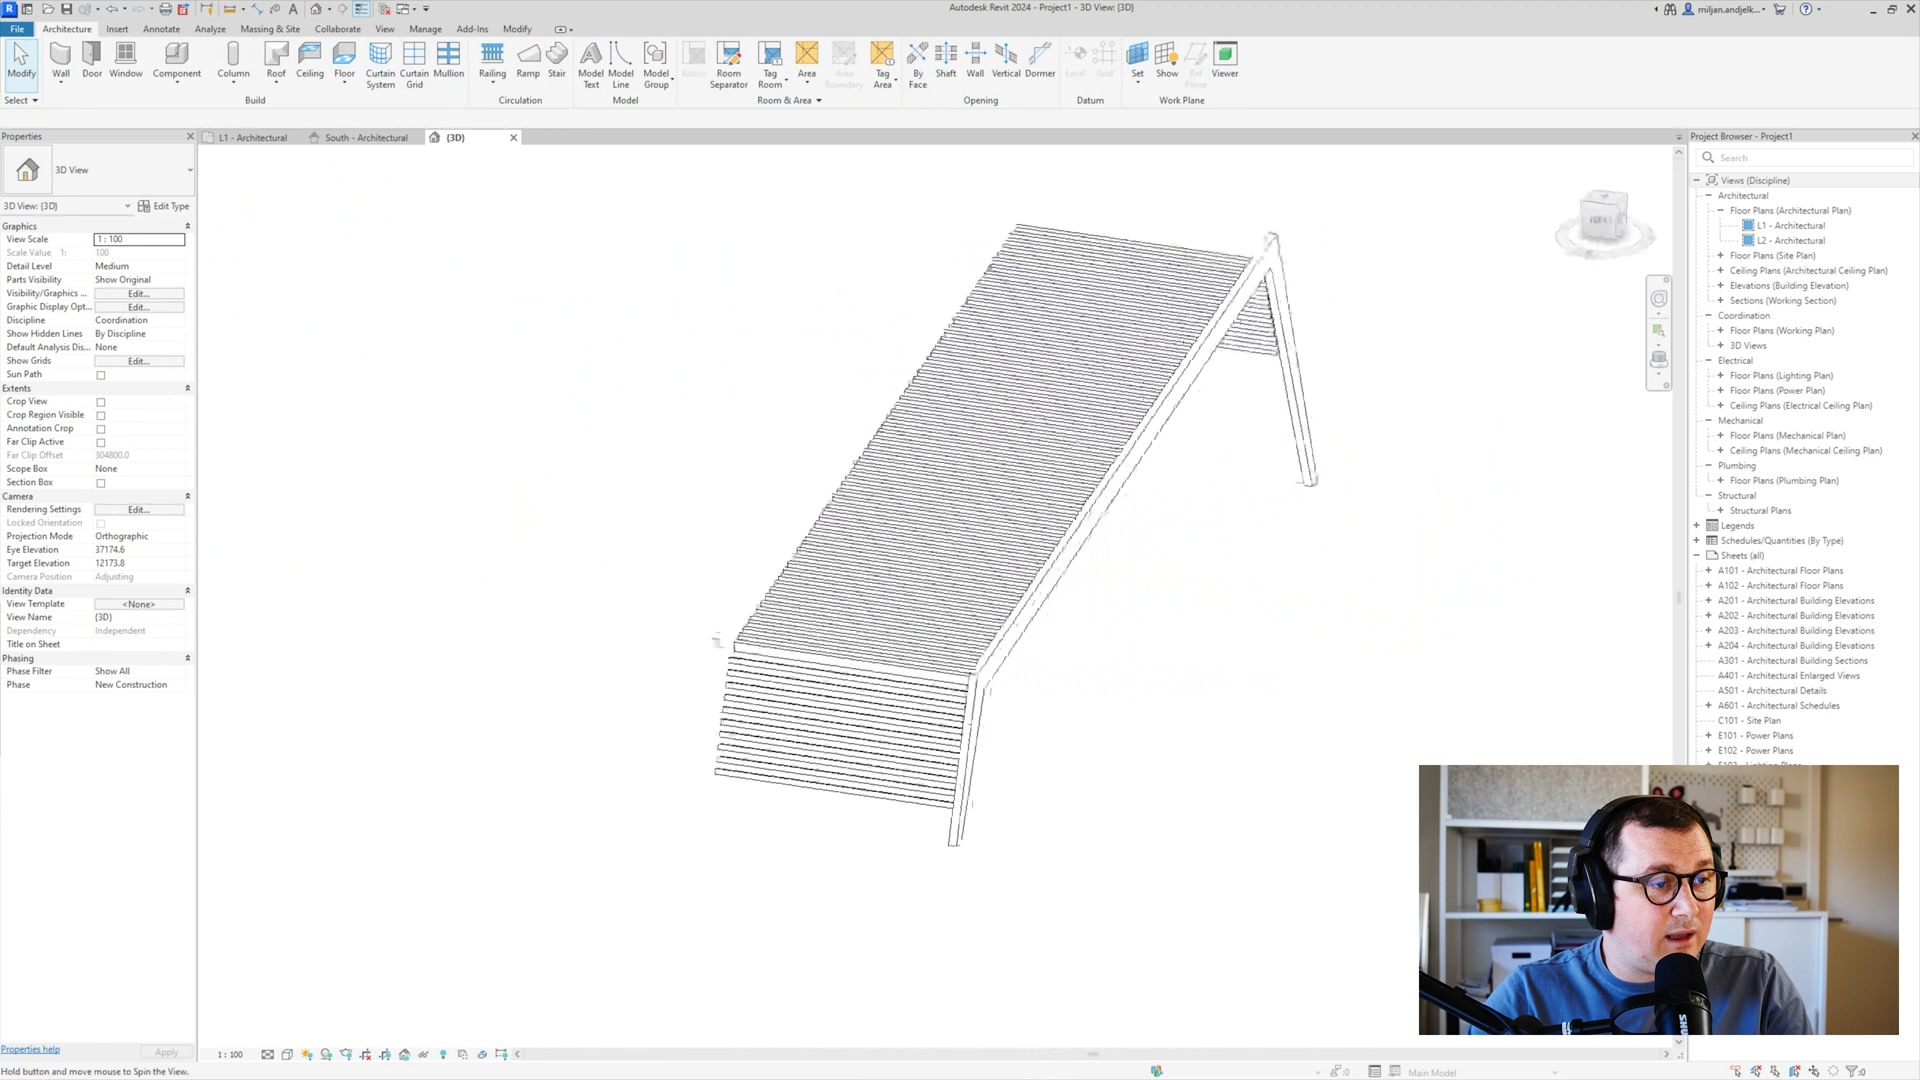 Autodesk Revit 2024 - Project1 - 3D View: {3D}
miljan.andjelk...
File
Architecture
Insert
Annotate
Analyze
Massing & Site
Collaborate
View
Manage
Add-Ins
Modify
Modify
Wall
Door
Window
Component
Column
Roof
Ceiling
Floor
Curtain System
Curtain Grid
Mullion
Railing
Ramp
Stair
Model Text
Model Line
Model Group
Room
Room Separator
Tag Room
Area
Area Boundary
Tag Area
By Face
Shaft
Wall
Vertical
Dormer
Level
Grid
Set
Show
Ref Plane
Viewer
Select
Build
Circulation
Model
Room & Area
Opening
Datum
Work Plane
Properties
3D View
3D View: {3D}
Edit Type
Graphics
View Scale 1 : 100
Scale Value 1: 100
Detail Level Medium
Parts Visibility Show Original
Visibility/Graphics ... Edit...
Graphic Display Opt... Edit...
Discipline Coordination
Show Hidden Lines By Discipline
Default Analysis Dis... None
Show Grids Edit...
Sun Path
Extents
Crop View
Crop Region Visible
Annotation Crop
Far Clip Active
Far Clip Offset 304800.0
Scope Box None
Section Box
Camera
Rendering Settings Edit...
Locked Orientation
Projection Mode Orthographic
Eye Elevation 37174.6
Target Elevation 12173.8
Camera Position Adjusting
Identity Data
View Template <None>
View Name {3D}
Dependency Independent
Title on Sheet
Phasing
Phase Filter Show All
Phase New Construction
Properties help
Apply
L1 - Architectural
South - Architectural
{3D}
Project Browser - Project1
Search
Views (Discipline)
Architectural
Floor Plans (Architectural Plan)
L1 - Architectural
L2 - Architectural
Floor Plans (Site Plan)
Ceiling Plans (Architectural Ceiling Plan)
Elevations (Building Elevation)
Sections (Working Section)
Coordination
Floor Plans (Working Plan)
3D Views
Electrical
Floor Plans (Lighting Plan)
Floor Plans (Power Plan)
Ceiling Plans (Electrical Ceiling Plan)
Mechanical
Floor Plans (Mechanical Plan)
Ceiling Plans (Mechanical Ceiling Plan)
Plumbing
Floor Plans (Plumbing Plan)
Structural
Structural Plans
Legends
Schedules/Quantities (By Type)
Sheets (all)
A101 - Architectural Floor Plans
A102 - Architectural Floor Plans
A201 - Architectural Building Elevations
A202 - Architectural Building Elevations
A203 - Architectural Building Elevations
A204 - Architectural Building Elevations
A301 - Architectural Building Sections
A401 - Architectural Enlarged Views
A501 - Architectural Details
A601 - Architectural Schedules
C101 - Site Plan
E101 - Power Plans
E102 - Power Plans
SHURE
1 : 100
Hold button and move mouse to Spin the View.
:0
Main Model
:0